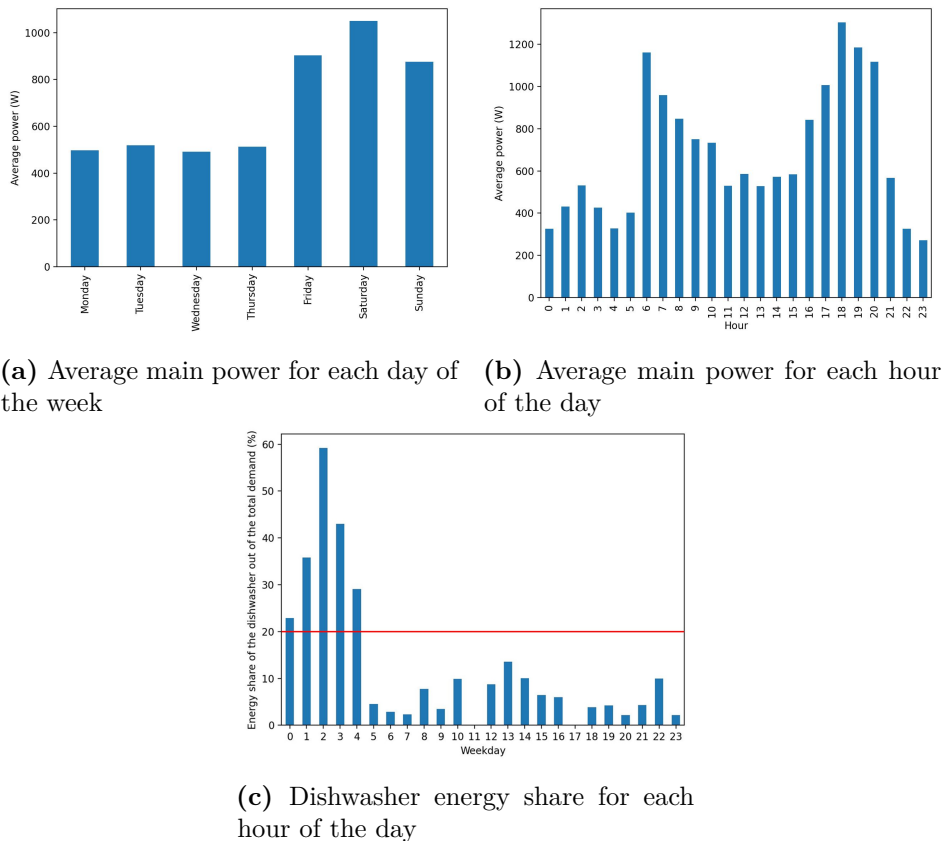 1000
800
600
400
200
0
Average power (W)
Monday
Tuesday
Wednesday
Thursday
Friday
Saturday
Sunday
(a) Average main power for each day of
the week
1200
1000
800
600
400
200
0
Average power (W)
0 1 2 3 4 5 6 7 8 9 10 11 12 13 14 15 16 17 18 19 20 21 22 23
Hour
(b) Average main power for each hour
of the day
60
50
40
30
20
10
0
Energy share of the dishwasher out of the total demand (%)
0 1 2 3 4 5 6 7 8 9 10 11 12 13 14 15 16 17 18 19 20 21 22 23
Weekday
(c) Dishwasher energy share for each
hour of the day